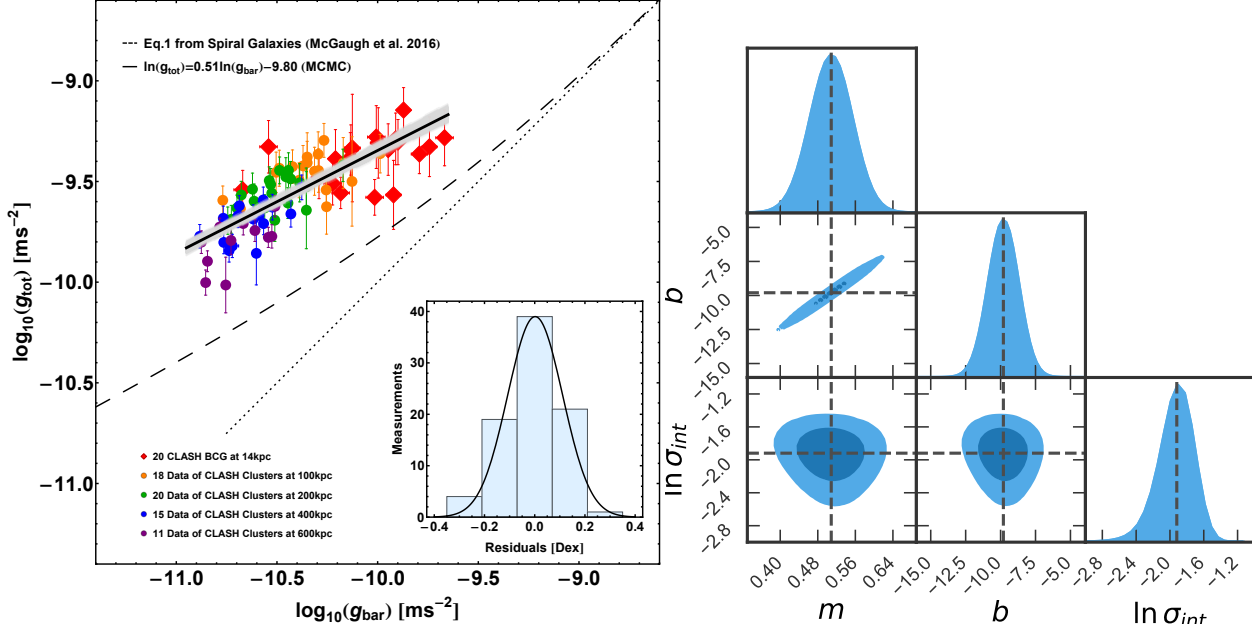 Eq.1 from Spiral Galaxies (McGaugh et al. 2016)
ln(g_tot)=0.51ln(g_bar)−9.80 (MCMC)
−9.0
−9.5
−10.0
−10.5
−11.0
log₁₀(g_tot) [ms⁻²]
20 CLASH BCG at 14kpc
18 Data of CLASH Clusters at 100kpc
20 Data of CLASH Clusters at 200kpc
15 Data of CLASH Clusters at 400kpc
11 Data of CLASH Clusters at 600kpc
−11.0 −10.5 −10.0 −9.5 −9.0
log₁₀(g_bar) [ms⁻²]
40
30
20
10
0
Measurements
−0.4 −0.2 0.0 0.2 0.4
Residuals [Dex]
−5.0
−7.5
−10.0
−12.5
−15.0
b
−1.2
−1.6
−2.0
−2.4
−2.8
ln σ_int
0.40 0.48 0.56 0.64
m
−15.0 −12.5 −10.0 −7.5 −5.0
b
−2.8 −2.4 −2.0 −1.6 −1.2
ln σ_int